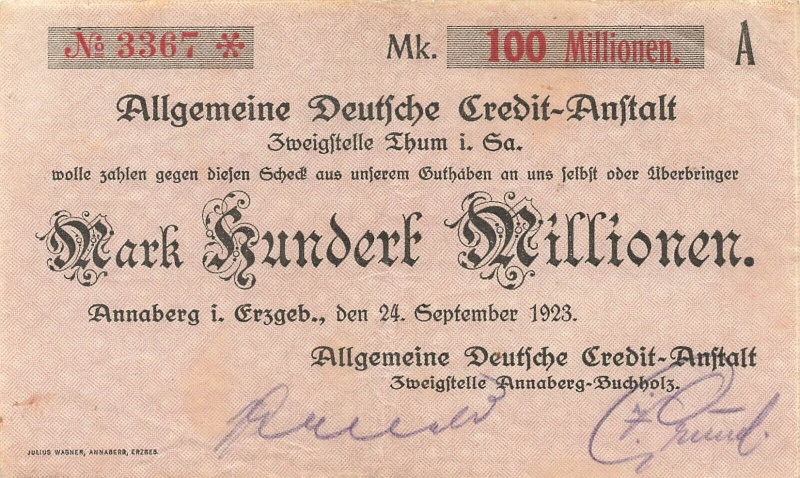 № 3367 * Mk. 100 Millionen. A
Allgemeine Deutsche Credit-Anstalt
Zweigstelle Thum i. Sa.
wolle zahlen gegen diesen Scheck aus unserem Guthaben an uns selbst oder Überbringer
Mark Hundert Millionen.
Annaberg i. Erzgeb., den 24. September 1923.
Allgemeine Deutsche Credit-Anstalt
Zweigstelle Annaberg-Buchholz.
JULIUS WAGNER, ANNABERG, ERZGEB.